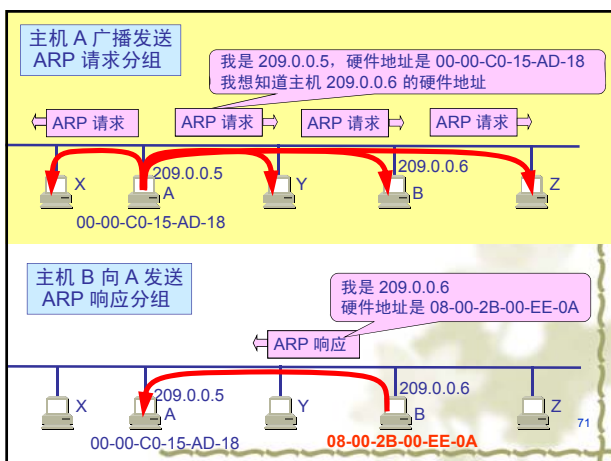 主机 A 广播发送
ARP 请求分组
我是 209.0.0.5，硬件地址是 00-00-C0-15-AD-18
我想知道主机 209.0.0.6 的硬件地址
ARP 请求
ARP 请求
ARP 请求
ARP 请求
209.0.0.5
209.0.0.6
X
A
Y
B
Z
00-00-C0-15-AD-18
主机 B 向 A 发送
ARP 响应分组
我是 209.0.0.6
硬件地址是 08-00-2B-00-EE-0A
ARP 响应
209.0.0.5
209.0.0.6
X
A
Y
B
Z
00-00-C0-15-AD-18
08-00-2B-00-EE-0A
71